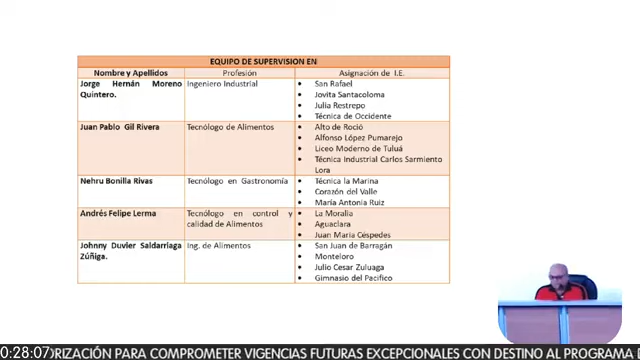 EQUIPO DE SUPERVISION EN
Nombre y Apellidos Profesión Asignación de I.E.
Jorge Hernán Moreno Quintero. Ingeniero Industrial
• San Rafael
• Jovita Santacoloma
• Julia Restrepo
• Técnica de Occidente
Juan Pablo Gil Rivera Tecnólogo de Alimentos
• Alto de Roció
• Alfonso López Pumarejo
• Liceo Moderno de Tuluá
• Técnica Industrial Carlos Sarmiento
Lora
Nehru Bonilla Rivas Tecnólogo en Gastronomía
• Técnica la Marina
• Corazón del Valle
• María Antonia Ruiz
Andrés Felipe Lerma Tecnólogo en control y
calidad de Alimentos
• La Moralia
• Aguaclara
• Juan María Céspedes
Johnny Duvier Saldarriaga
Zúñiga.
Ing. de Alimentos
• San Juan de Barragán
• Monteloro
• Julio Cesar Zuluaga
• Gimnasio del Pacifico
0:28:07 ORIZACIÓN PARA COMPROMETER VIGENCIAS FUTURAS EXCEPCIONALES CON DESTINO AL PROGRAMA